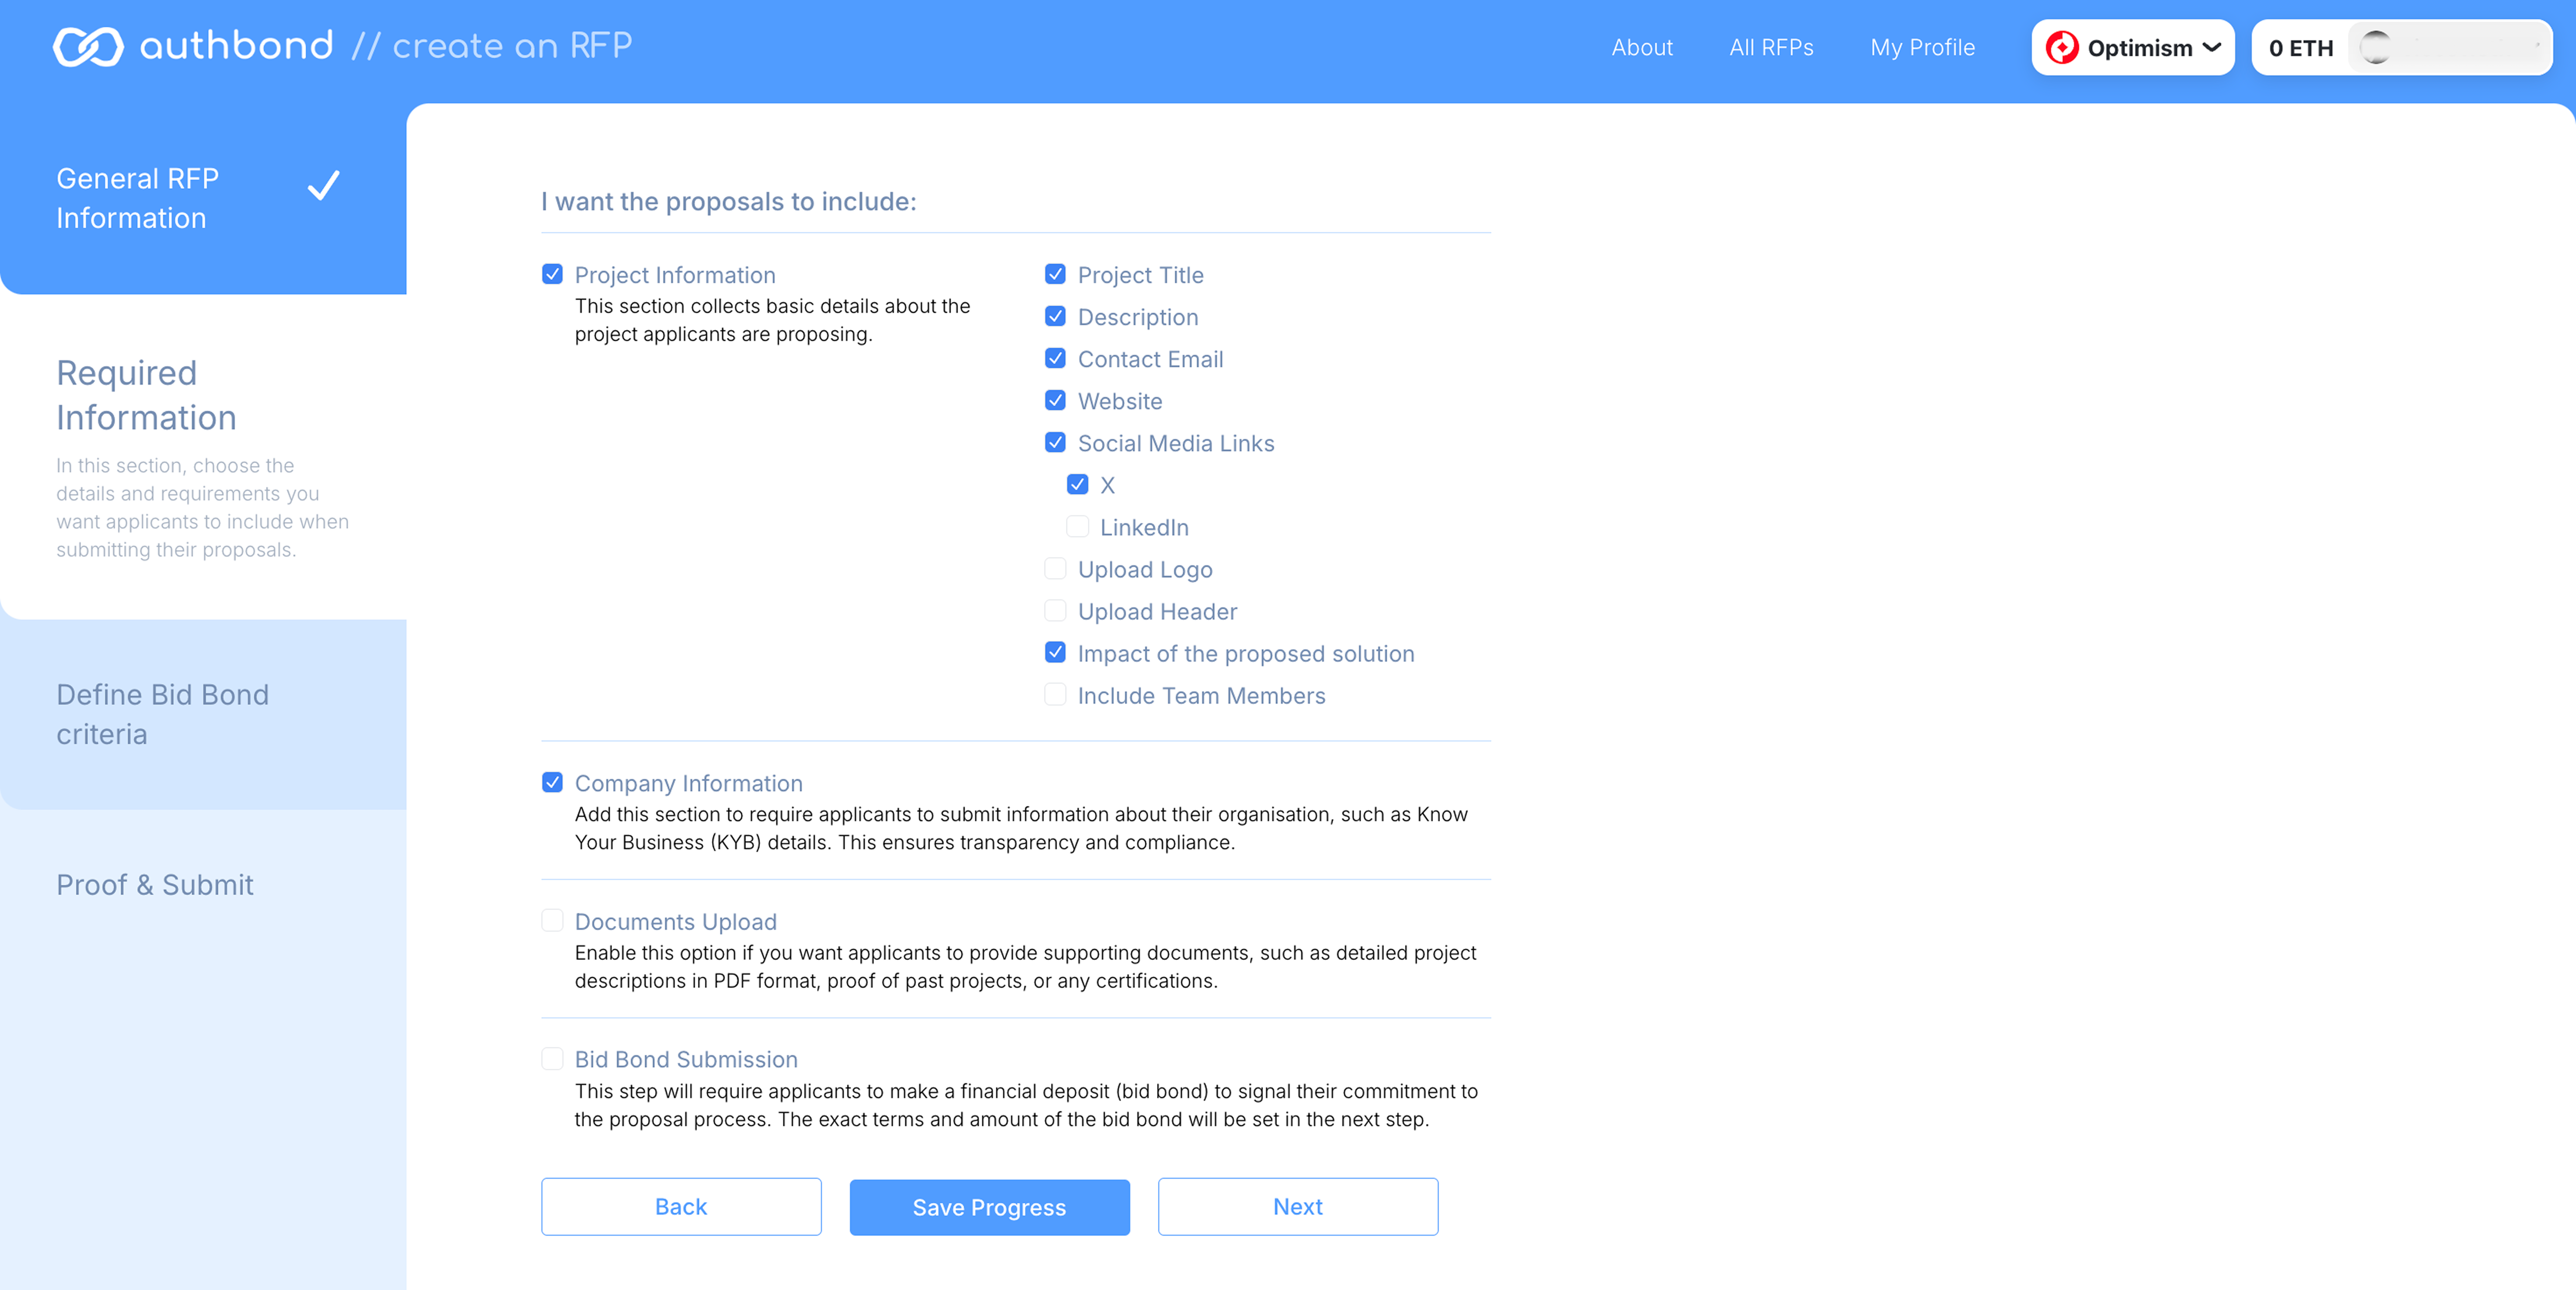 authbond // create an RFP
About
All RFPs
My Profile
Optimism
0 ETH
General RFP
Information
Required
Information
In this section, choose the
details and requirements you
want applicants to include when
submitting their proposals.
Define Bid Bond
criteria
Proof & Submit
I want the proposals to include:
Project Information
This section collects basic details about the
project applicants are proposing.
Project Title
Description
Contact Email
Website
Social Media Links
X
LinkedIn
Upload Logo
Upload Header
Impact of the proposed solution
Include Team Members
Company Information
Add this section to require applicants to submit information about their organisation, such as Know
Your Business (KYB) details. This ensures transparency and compliance.
Documents Upload
Enable this option if you want applicants to provide supporting documents, such as detailed project
descriptions in PDF format, proof of past projects, or any certifications.
Bid Bond Submission
This step will require applicants to make a financial deposit (bid bond) to signal their commitment to
the proposal process. The exact terms and amount of the bid bond will be set in the next step.
Back
Save Progress
Next